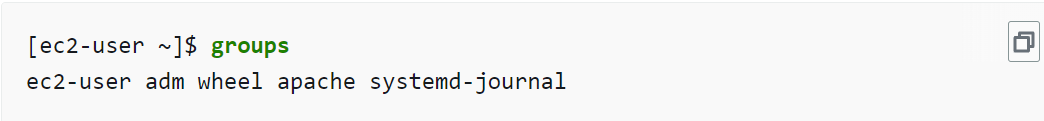 [ec2-user ~]$ groups
ec2-user adm wheel apache systemd-journal